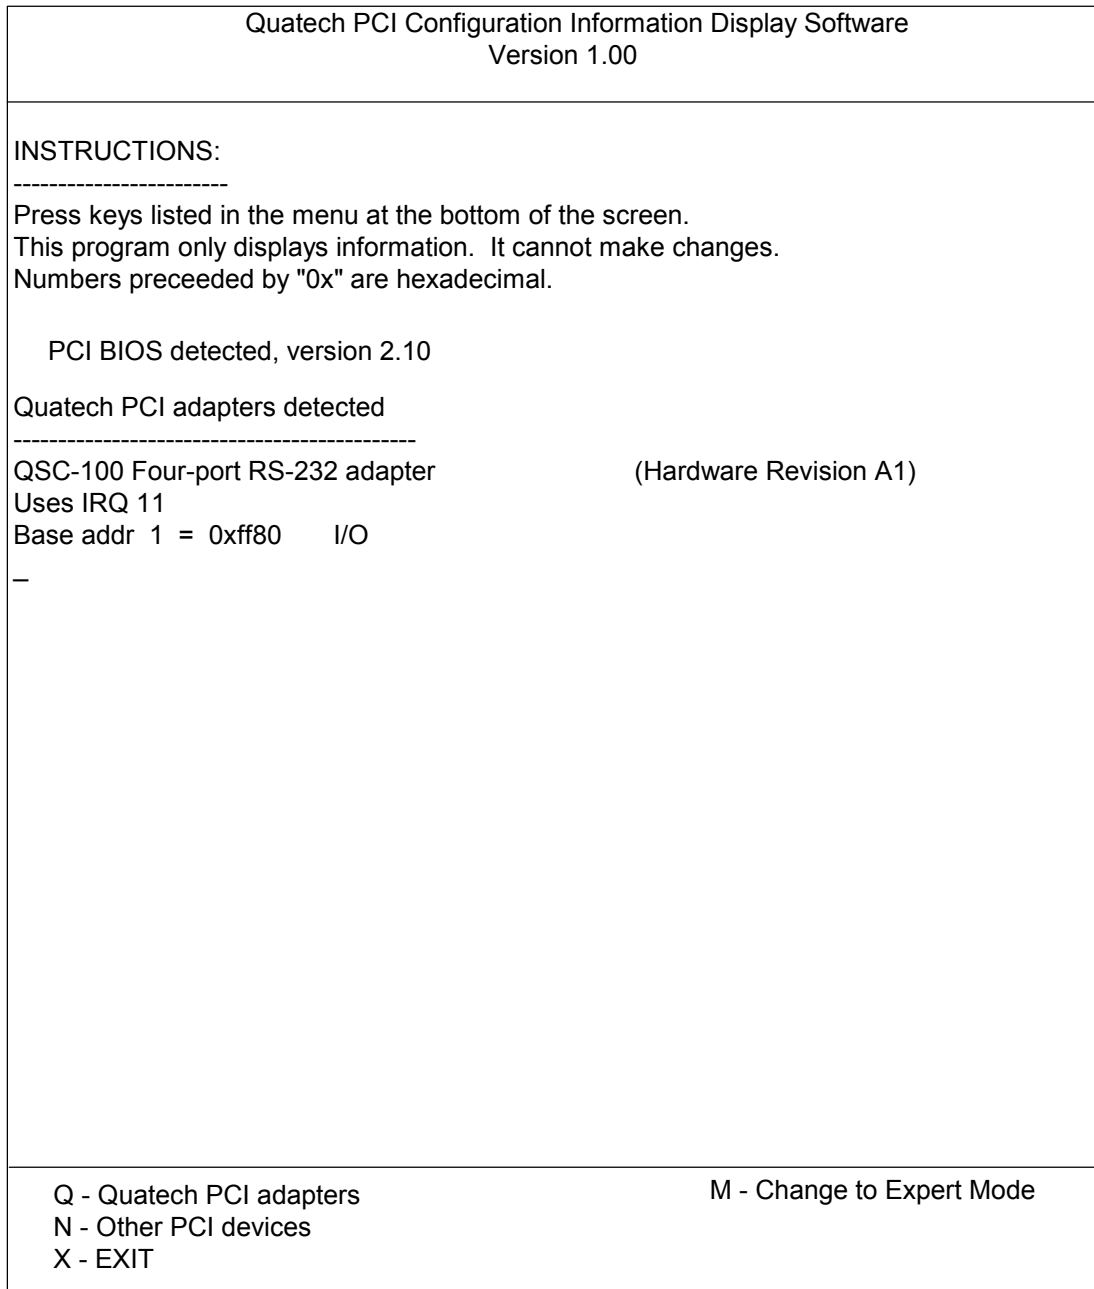 Quatech PCI Configuration Information Display Software
Version 1.00
INSTRUCTIONS:
------------------------
Press keys listed in the menu at the bottom of the screen.
This program only displays information.  It cannot make changes.
Numbers preceeded by "0x" are hexadecimal.
PCI BIOS detected, version 2.10
Quatech PCI adapters detected
---------------------------------------------
QSC-100 Four-port RS-232 adapter (Hardware Revision A1)
Uses IRQ 11
Base addr  1  =  0xff80 I/O
_
Q - Quatech PCI adapters M - Change to Expert Mode
N - Other PCI devices
X - EXIT